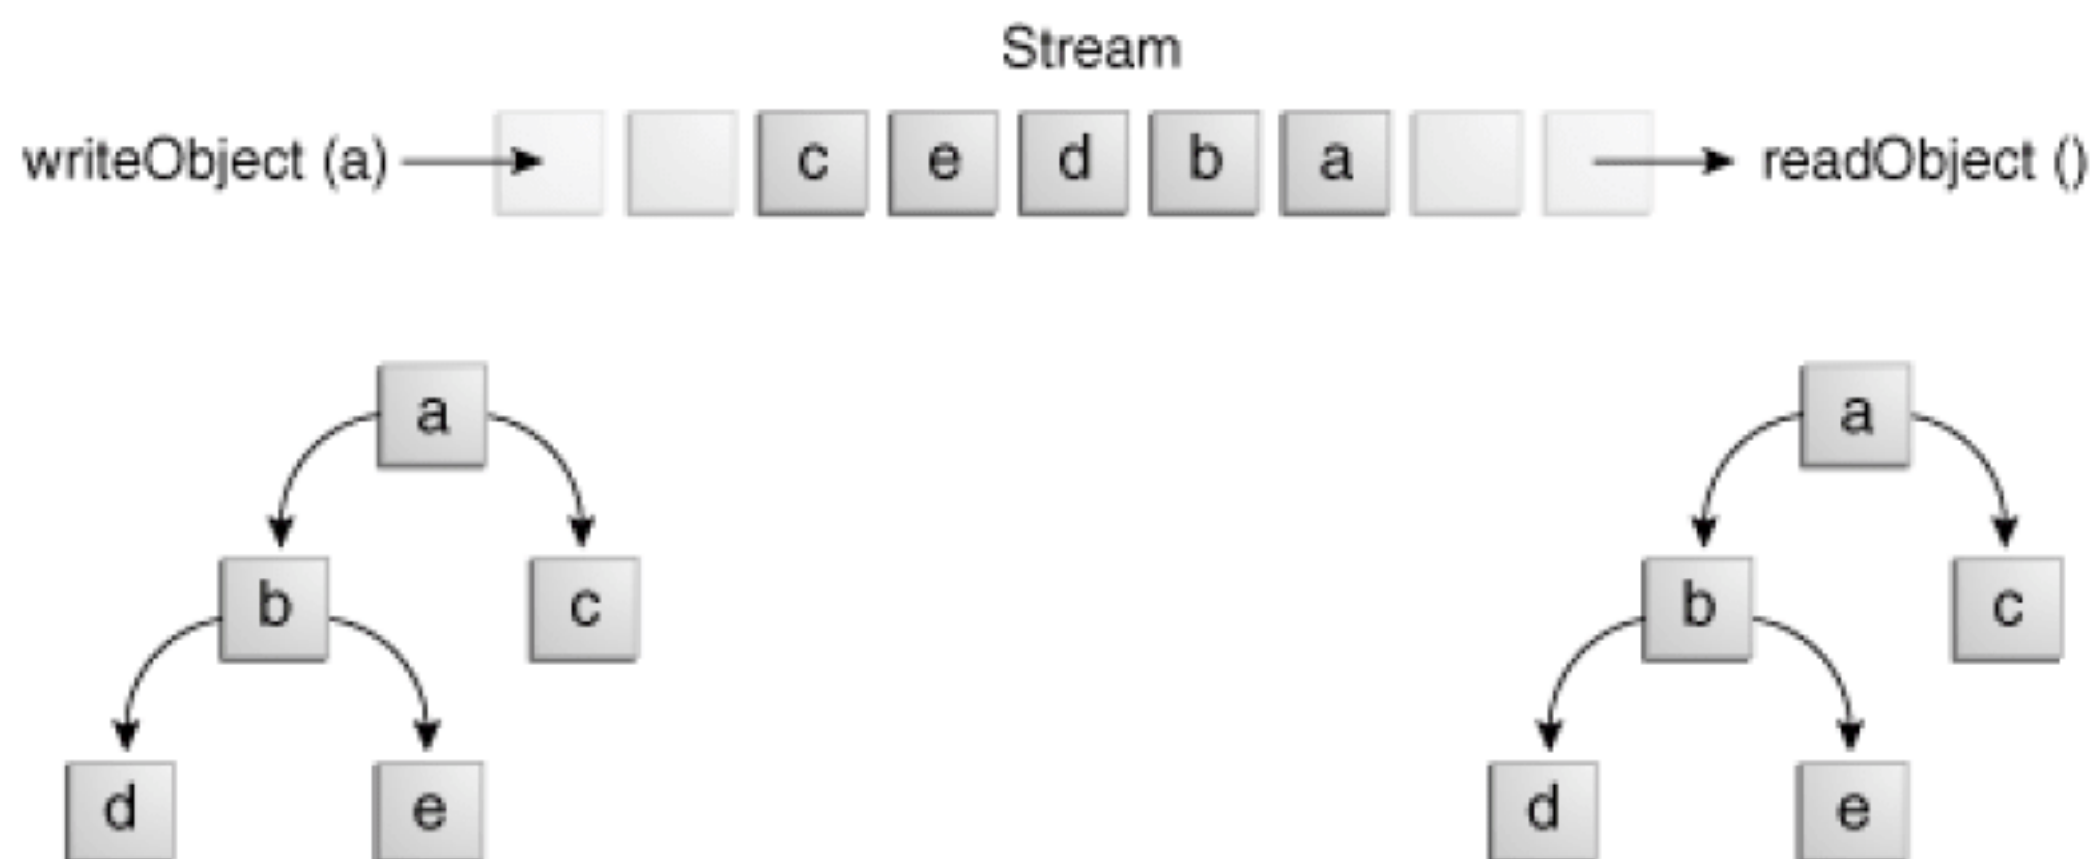 Stream
writeObject (a) c e d b a readObject ()
a a
b c b c
d e d e